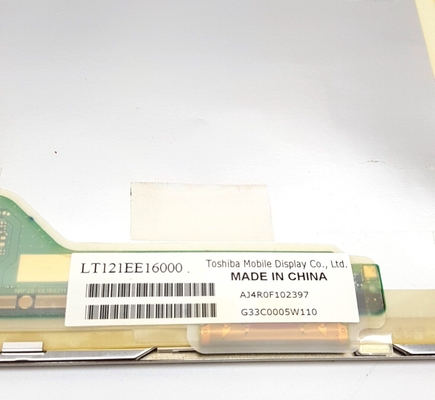 LT121EE16000 .
Toshiba Mobile Display Co., Ltd.
MADE IN CHINA
AJ4R0F102397
G33C0005W110